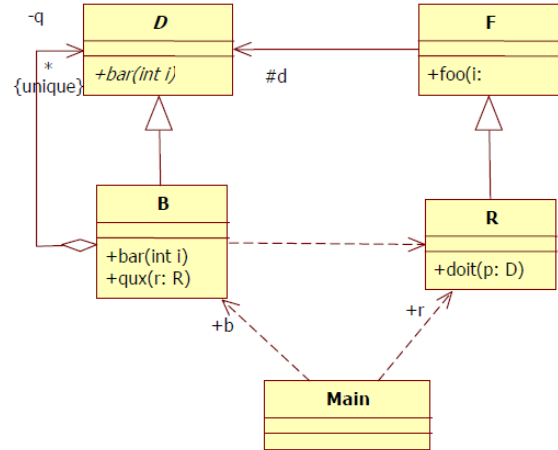 -q
D
F
*
{unique}
+bar(int i)
#d
+foo(i:
B
R
+bar(int i)
+qux(r: R)
+doit(p: D)
+b
+r
Main